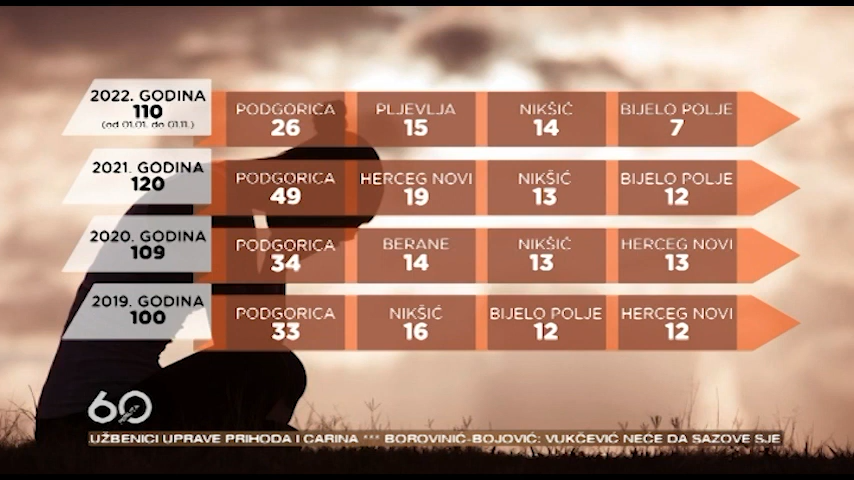 2022. GODINA
110
(od 01.01. do 01.11.)
PODGORICA
26
PLJEVLJA
15
NIKŠIĆ
14
BIJELO POLJE
7
2021. GODINA
120
PODGORICA
49
HERCEG NOVI
19
NIKŠIĆ
13
BIJELO POLJE
12
2020. GODINA
109
PODGORICA
34
BERANE
14
NIKŠIĆ
13
HERCEG NOVI
13
2019. GODINA
100
PODGORICA
33
NIKŠIĆ
16
BIJELO POLJE
12
HERCEG NOVI
12
60
UŽBENICI UPRAVE PRIHODA I CARINA *** BOROVINIĆ-BOJOVIĆ: VUKČEVIĆ NEĆE DA SAZOVE SJE